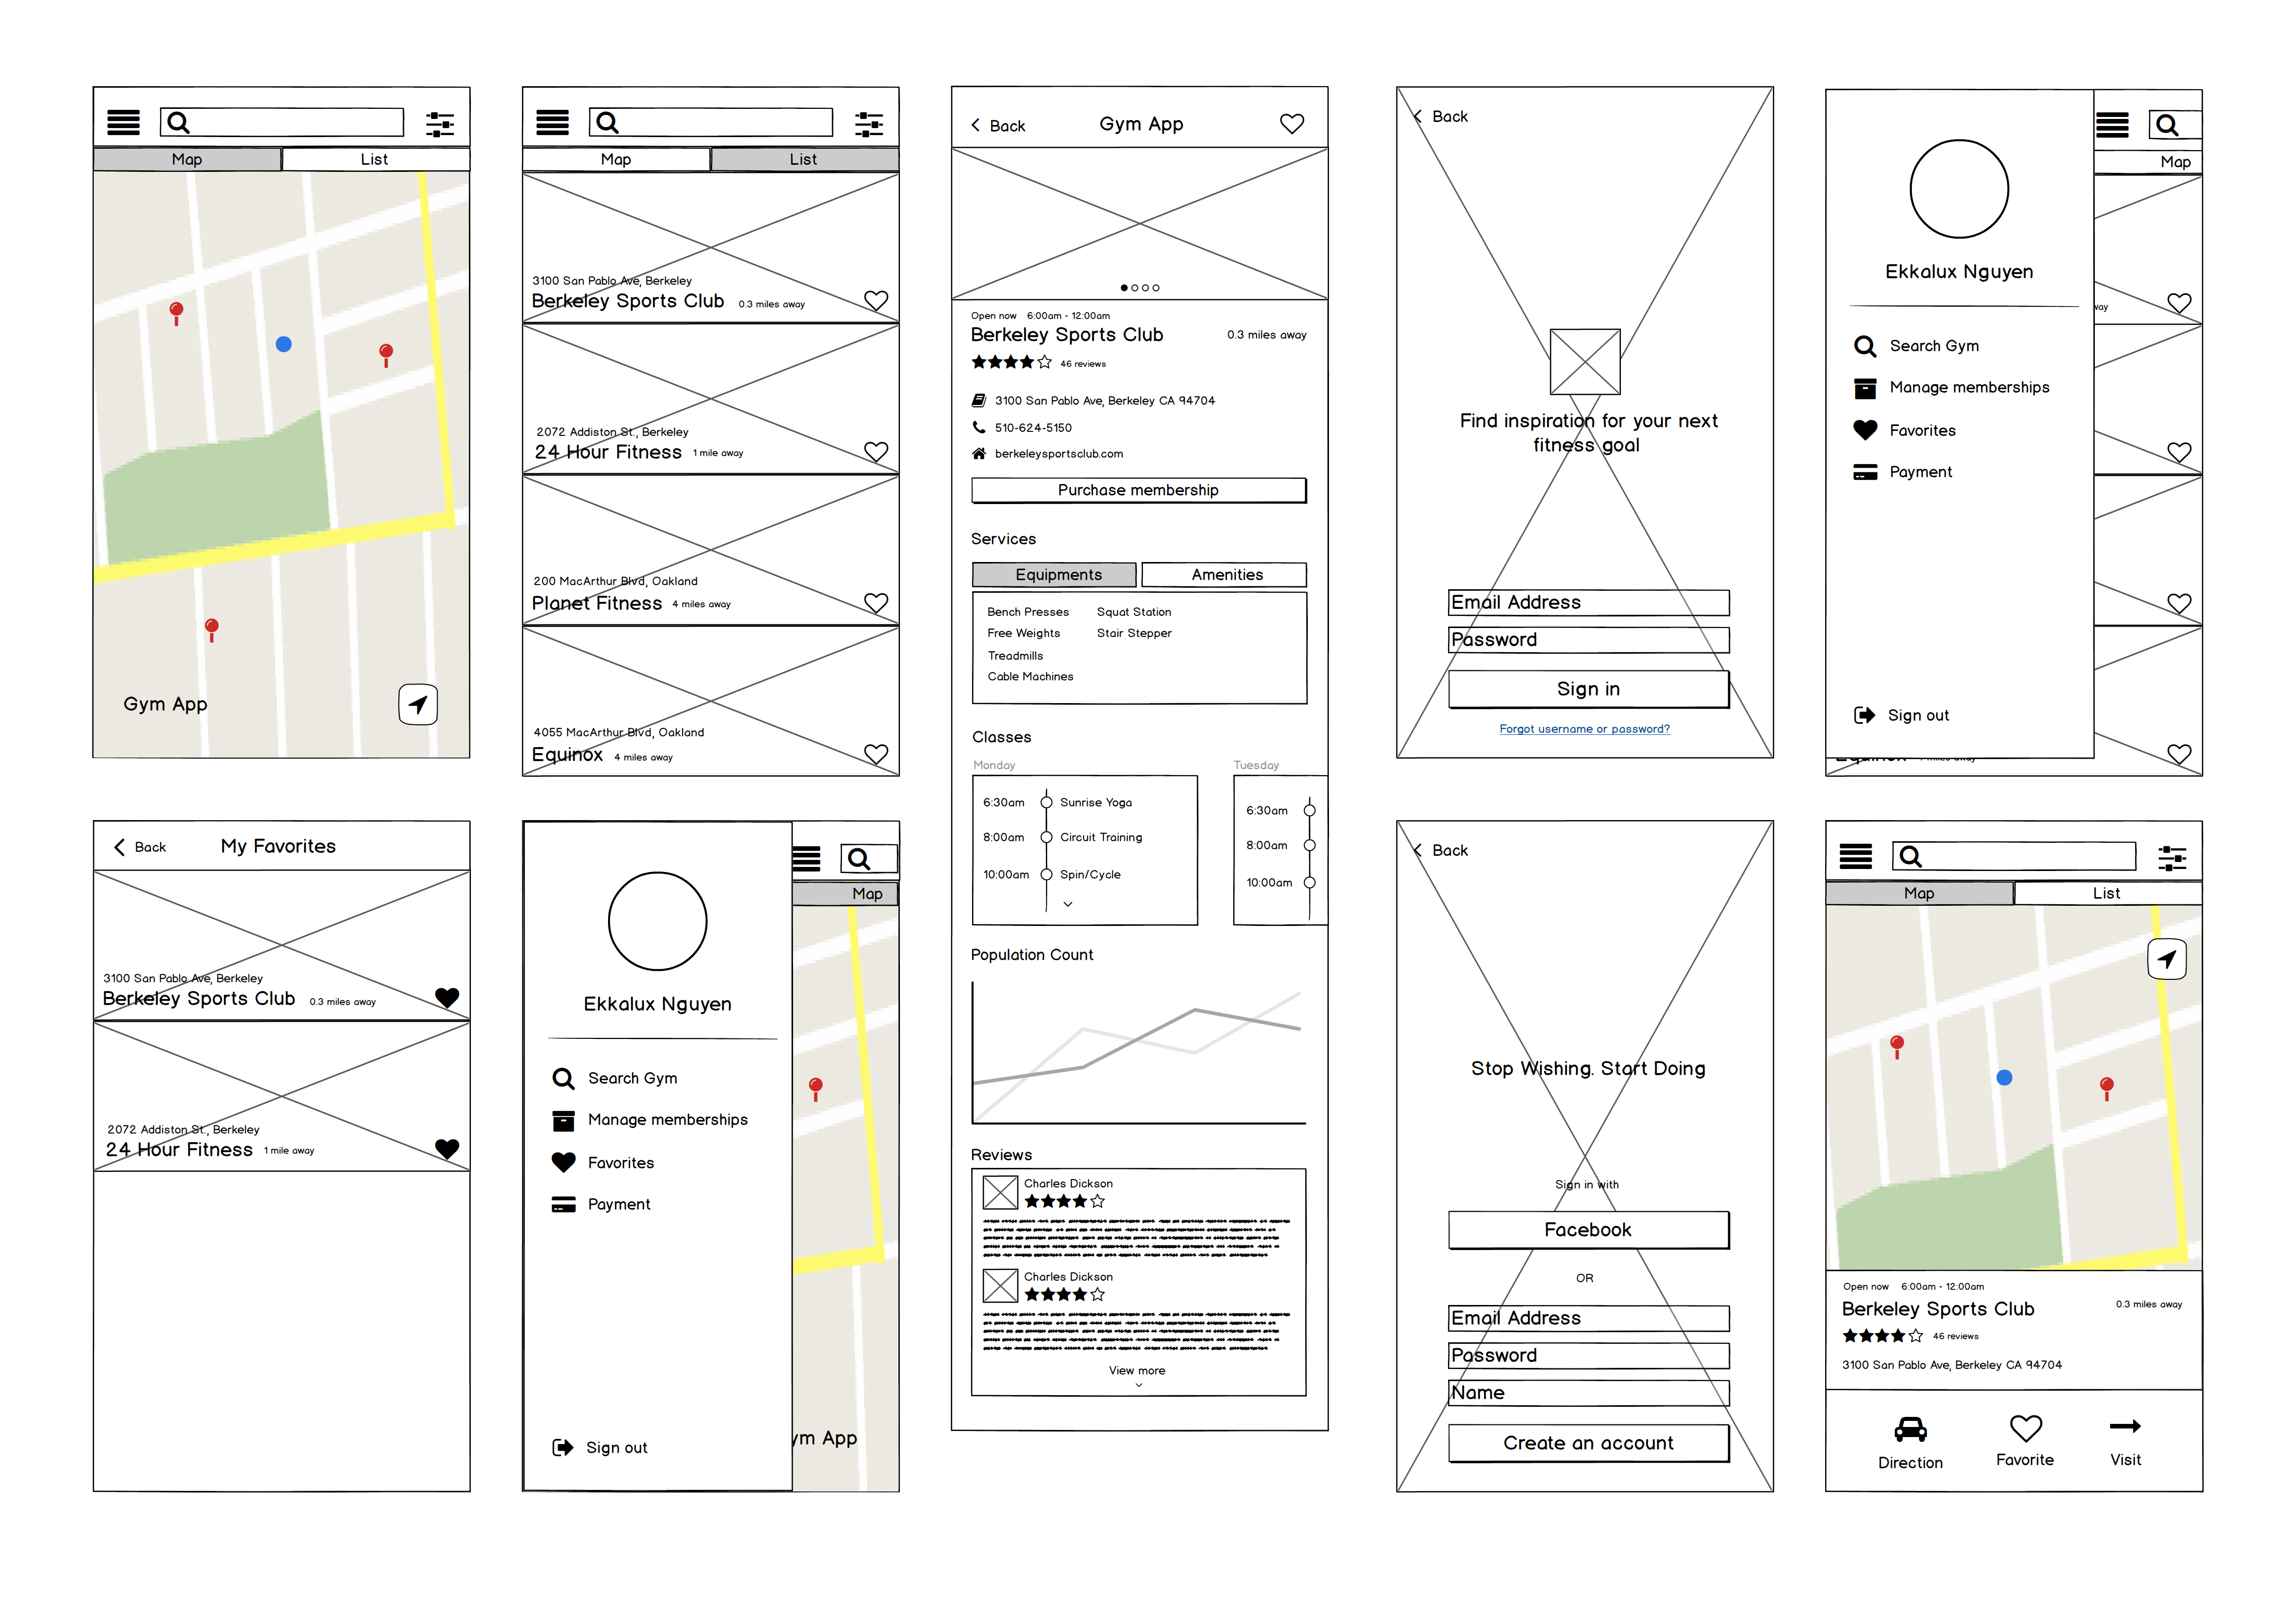 Map List
Gym App
Map List
3100 San Pablo Ave, Berkeley
Berkeley Sports Club 0.3 miles away
2072 Addiston St., Berkeley
24 Hour Fitness 1 mile away
200 MacArthur Blvd, Oakland
Planet Fitness 4 miles away
4055 MacArthur Blvd, Oakland
Equinox 4 miles away
Back Gym App
Open now 6:00am - 12:00am
Berkeley Sports Club 0.3 miles away
46 reviews
3100 San Pablo Ave, Berkeley CA 94704
510-624-5150
berkeleysportsclub.com
Purchase membership
Services
Equipments Amenities
Bench Presses Squat Station
Free Weights Stair Stepper
Treadmills
Cable Machines
Classes
Monday Tuesday
6:30am Sunrise Yoga 6:30am
8:00am Circuit Training 8:00am
10:00am Spin/Cycle 10:00am
Population Count
Reviews
Charles Dickson
Charles Dickson
View more
Back
Find inspiration for your next
fitness goal
Email Address
Password
Sign in
Forgot username or password?
Map
Ekkalux Nguyen
way
Search Gym
Manage memberships
Favorites
Payment
Sign out
Back My Favorites
3100 San Pablo Ave, Berkeley
Berkeley Sports Club 0.3 miles away
2072 Addiston St., Berkeley
24 Hour Fitness 1 mile away
Map
Ekkalux Nguyen
Search Gym
Manage memberships
Favorites
Payment
ym App
Sign out
Back
Stop Wishing. Start Doing
Sign in with
Facebook
OR
Email Address
Password
Name
Create an account
Map List
Open now 6:00am - 12:00am
Berkeley Sports Club 0.3 miles away
46 reviews
3100 San Pablo Ave, Berkeley CA 94704
Direction Favorite Visit